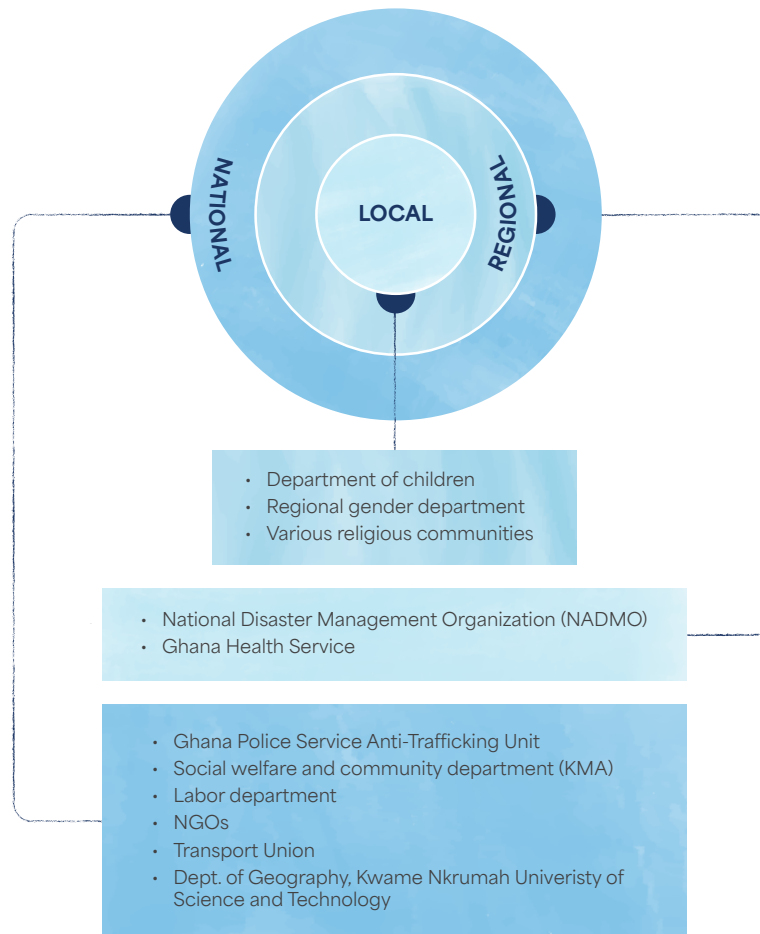 NATIONAL
LOCAL
REGIONAL
• Department of children
• Regional gender department
• Various religious communities
• National Disaster Management Organization (NADMO)
• Ghana Health Service
• Ghana Police Service Anti-Trafficking Unit
• Social welfare and community department (KMA)
• Labor department
• NGOs
• Transport Union
• Dept. of Geography, Kwame Nkrumah Univeristy of
Science and Technology